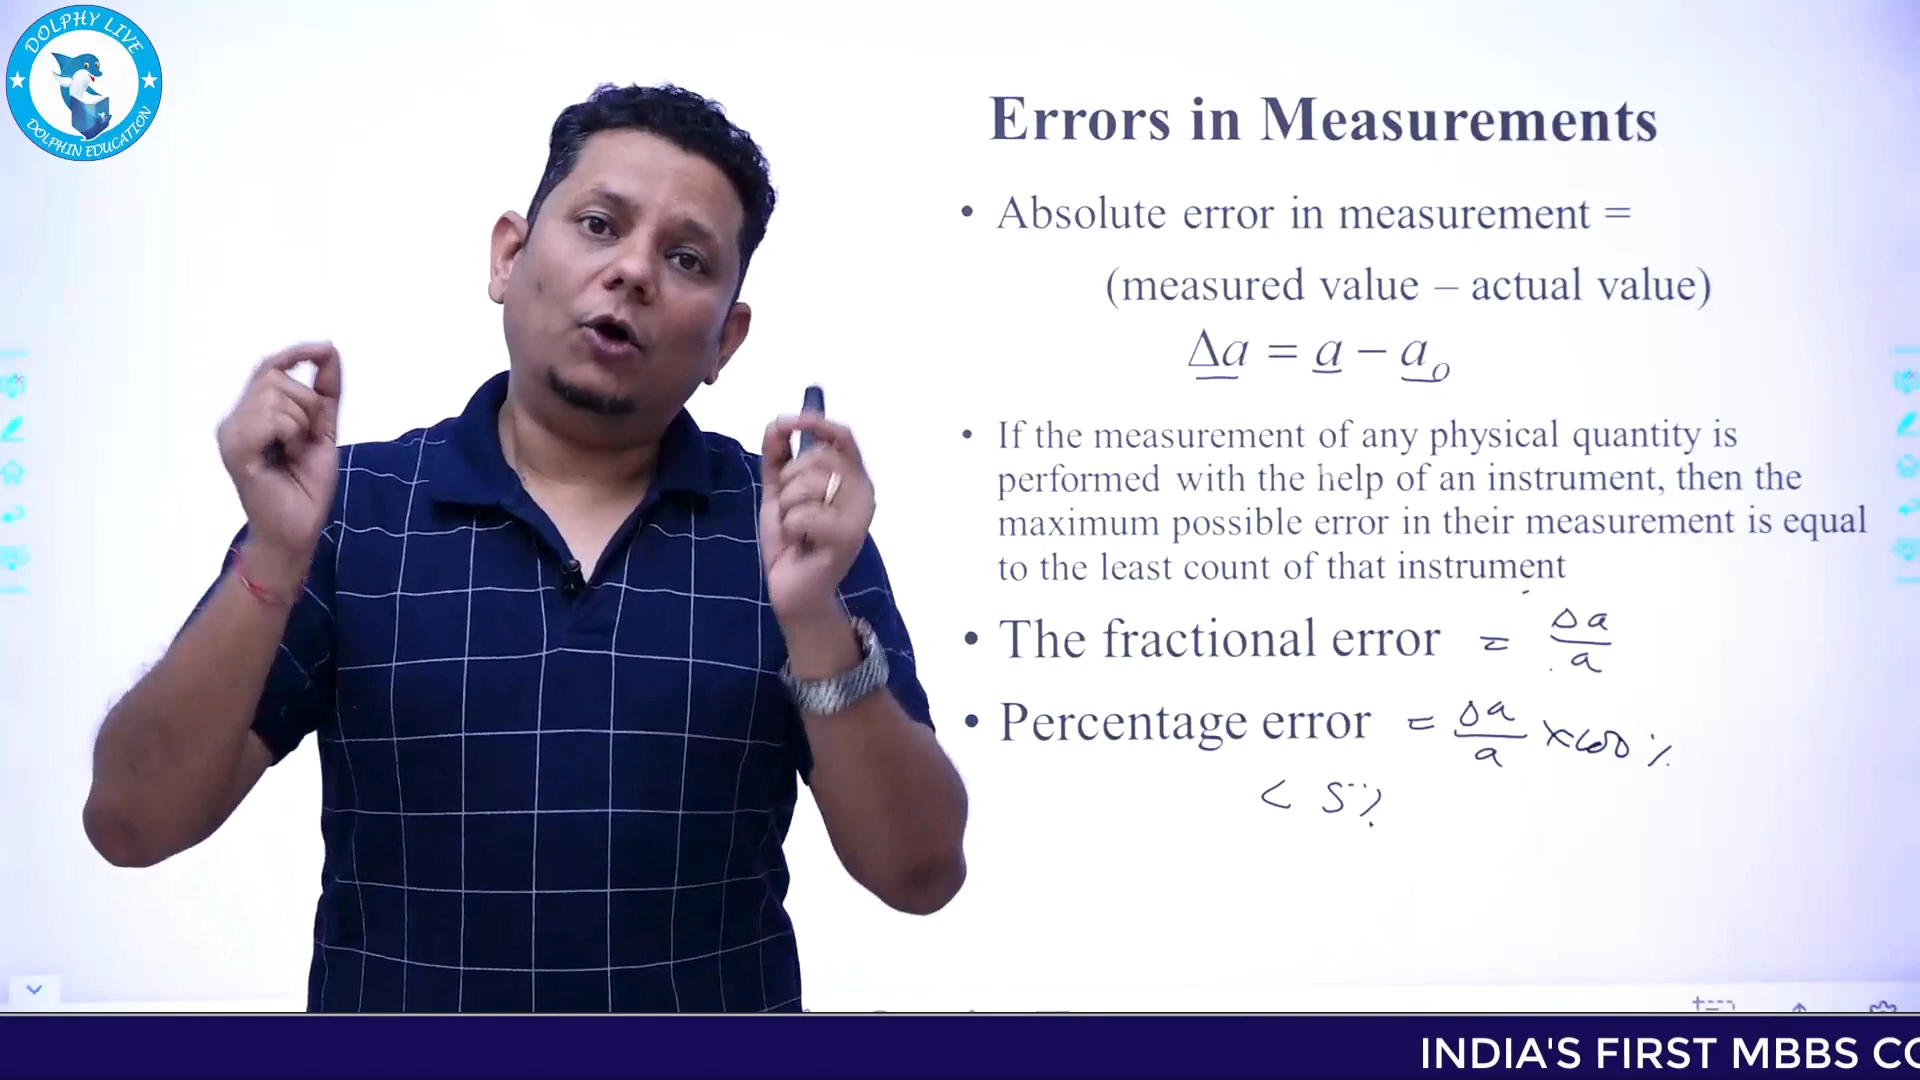 DOLPHY LIVE
DOLPHIN EDUCATION
Errors in Measurements
• Absolute error in measurement =
(measured value – actual value)
Δa = a − a₀
• If the measurement of any physical quantity is
performed with the help of an instrument, then the
maximum possible error in their measurement is equal
to the least count of that instrument
• The fractional error = Δa/a
• Percentage error = Δa/a ×100 %
< 5%
INDIA'S FIRST MBBS CO